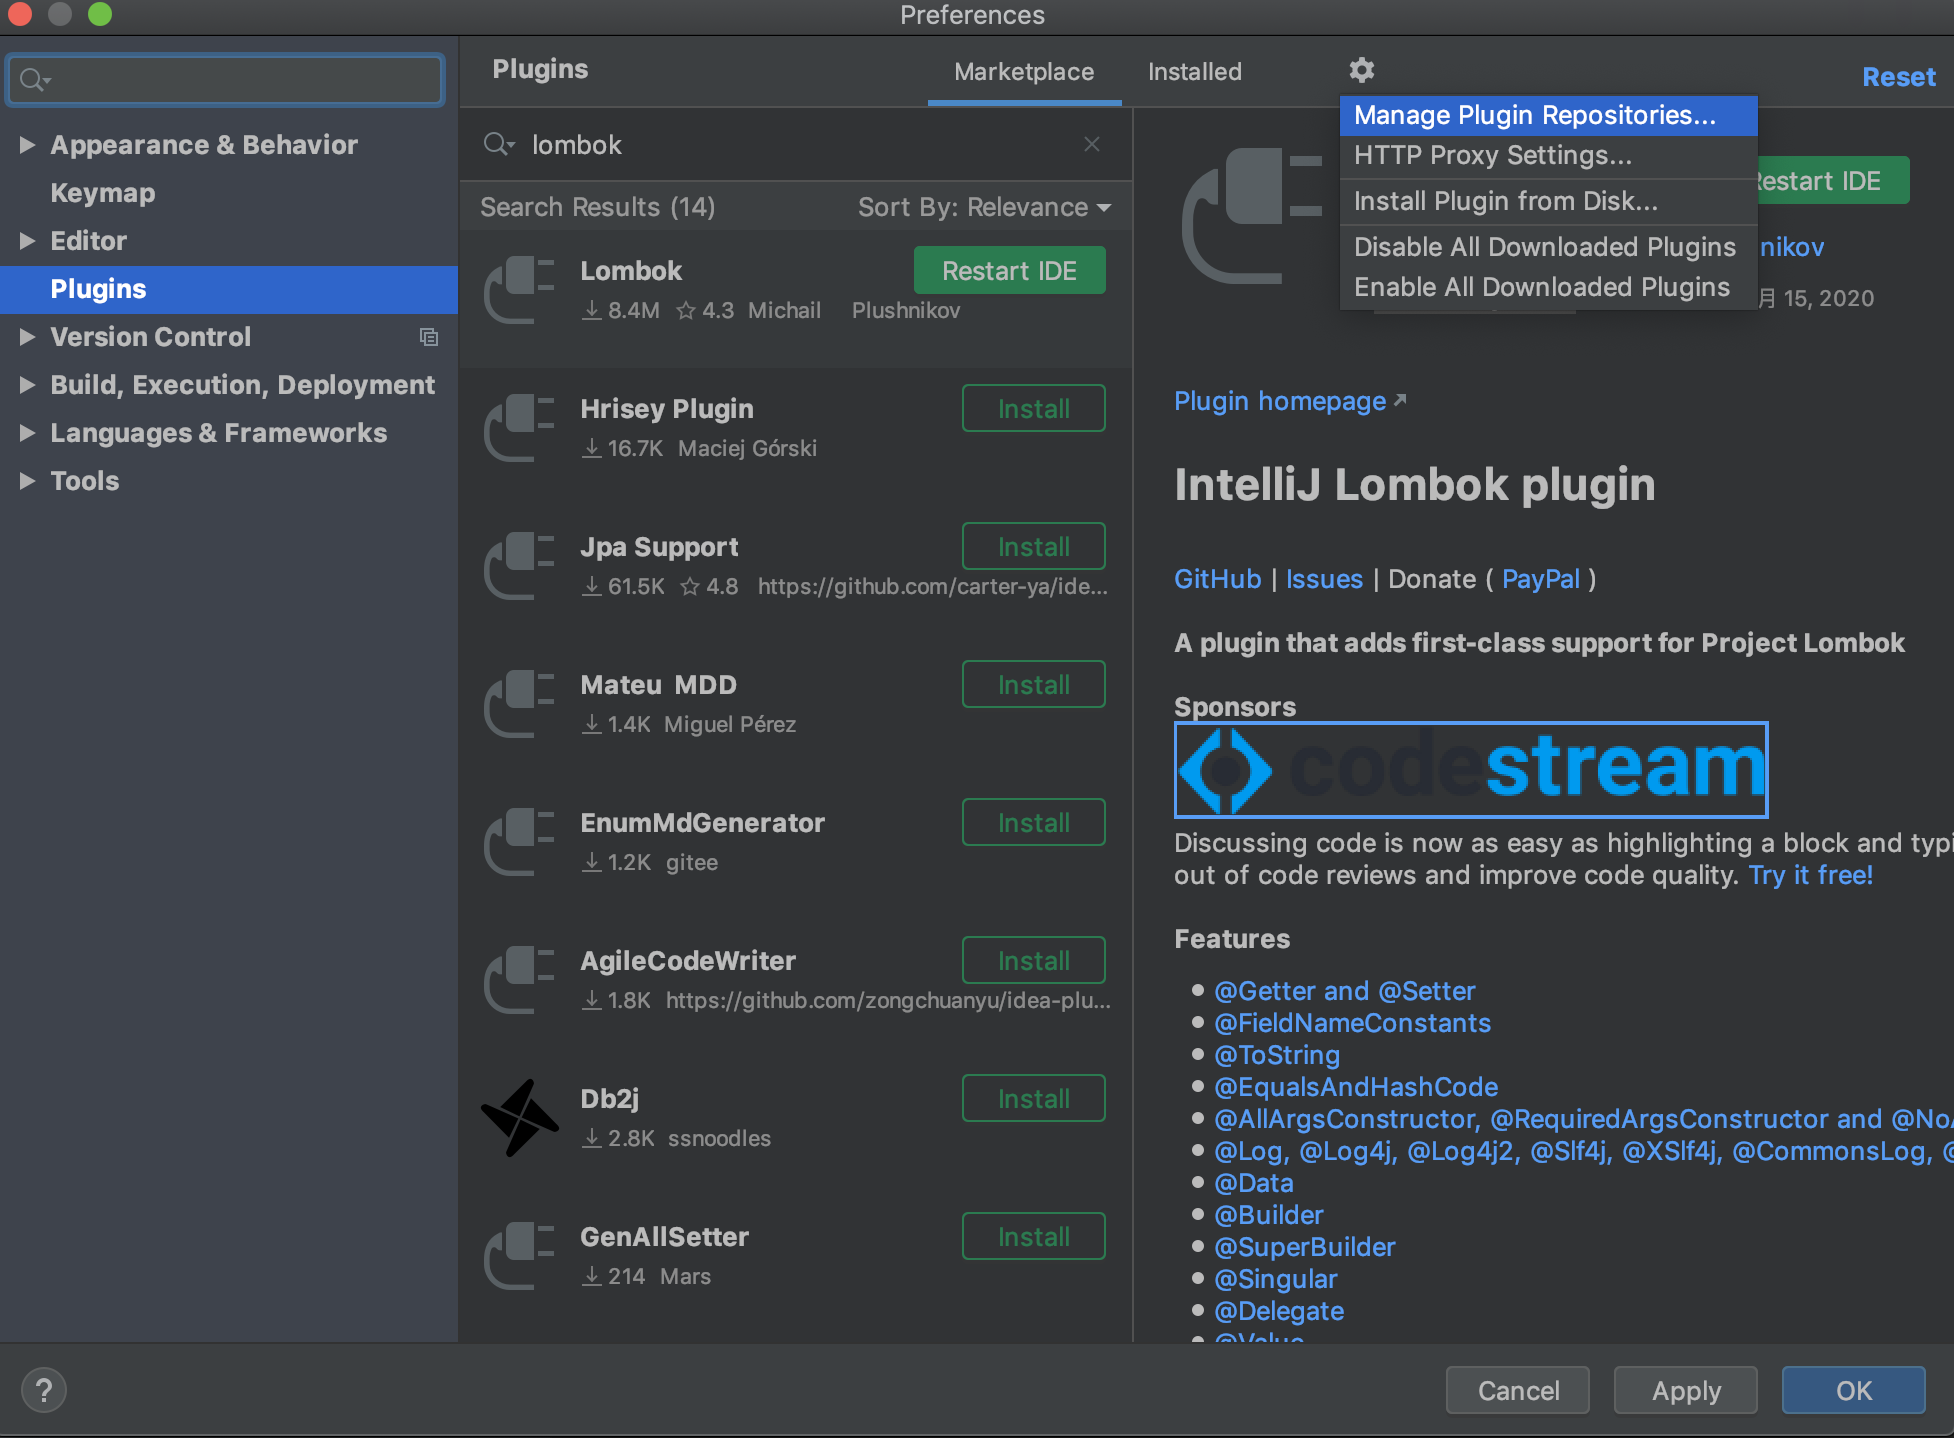 Preferences
Plugins
Marketplace
Installed
Reset
Appearance & Behavior
Keymap
Editor
Plugins
Version Control
Build, Execution, Deployment
Languages & Frameworks
Tools
lombok
Search Results (14)
Sort By: Relevance
Lombok
Restart IDE
8.4M 4.3 Michail Plushnikov
Hrisey Plugin
Install
16.7K Maciej Górski
Jpa Support
Install
61.5K 4.8 https://github.com/carter-ya/ide...
Mateu MDD
Install
1.4K Miguel Pérez
EnumMdGenerator
Install
1.2K gitee
AgileCodeWriter
Install
1.8K https://github.com/zongchuanyu/idea-plu...
Db2j
Install
2.8K ssnoodles
GenAllSetter
Install
214 Mars
Manage Plugin Repositories...
HTTP Proxy Settings...
Install Plugin from Disk...
Disable All Downloaded Plugins
Enable All Downloaded Plugins
estart IDE
nikov
月 15, 2020
Plugin homepage
IntelliJ Lombok plugin
GitHub | Issues | Donate ( PayPal )
A plugin that adds first-class support for Project Lombok
Sponsors
codestream
Discussing code is now as easy as highlighting a block and typi
out of code reviews and improve code quality. Try it free!
Features
@Getter and @Setter
@FieldNameConstants
@ToString
@EqualsAndHashCode
@AllArgsConstructor, @RequiredArgsConstructor and @NoA
@Log, @Log4j, @Log4j2, @Slf4j, @XSlf4j, @CommonsLog, @
@Data
@Builder
@SuperBuilder
@Singular
@Delegate
@Value
?
Cancel
Apply
OK